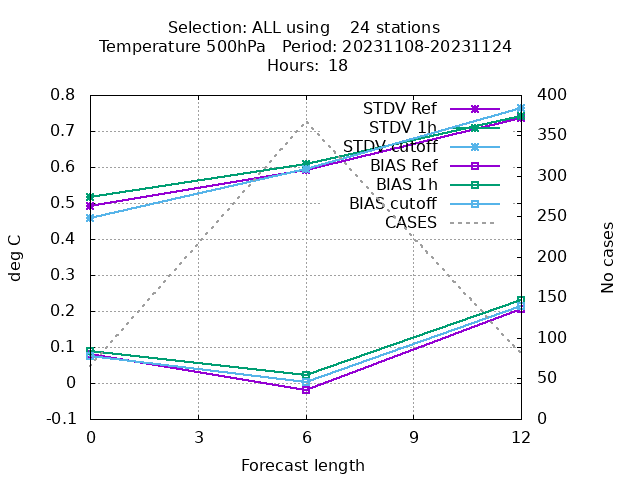 Selection: ALL using 24 stations
Temperature 500hPa Period: 20231108-20231124
Hours: 18
deg C
No cases
0.8
0.7
0.6
0.5
0.4
0.3
0.2
0.1
0
-0.1
400
350
300
250
200
150
100
50
0
STDV Ref
STDV 1h
STDV cutoff
BIAS Ref
BIAS 1h
BIAS cutoff
CASES
0 3 6 9 12
Forecast length